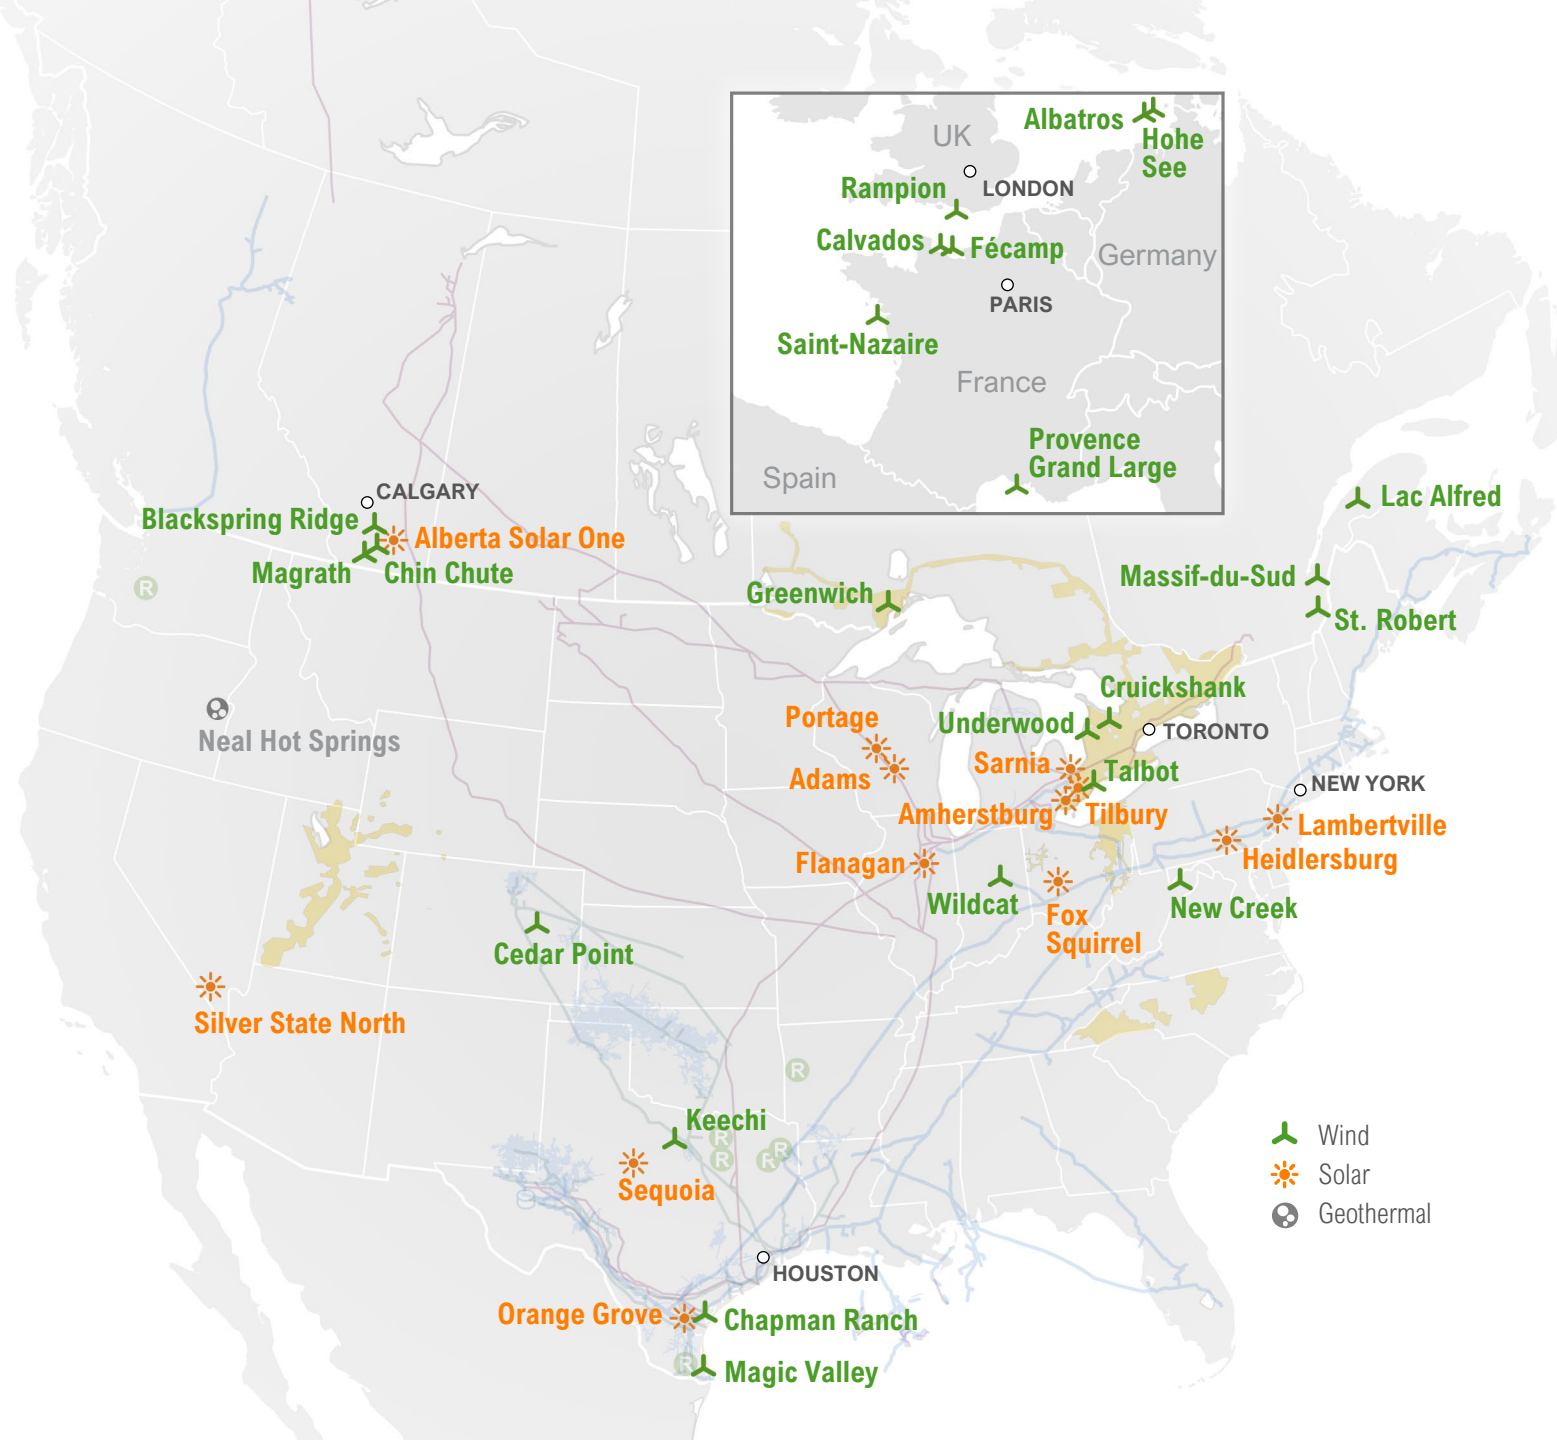 Albatros
Hohe
See
UK
LONDON
Rampion
Calvados
Fécamp
Germany
PARIS
Saint-Nazaire
France
Provence
Grand Large
Spain
CALGARY
Blackspring Ridge
Alberta Solar One
Magrath
Chin Chute
R
Lac Alfred
Massif-du-Sud
St. Robert
Greenwich
Neal Hot Springs
Cruickshank
Portage
Underwood
TORONTO
Adams
Sarnia
Talbot
Amherstburg
Tilbury
NEW YORK
Lambertville
Heidlersburg
Flanagan
Wildcat
Fox
Squirrel
New Creek
Cedar Point
Silver State North
R
Keechi
R
R
R
R
Sequoia
HOUSTON
Orange Grove
Chapman Ranch
R
Magic Valley
Wind
Solar
Geothermal